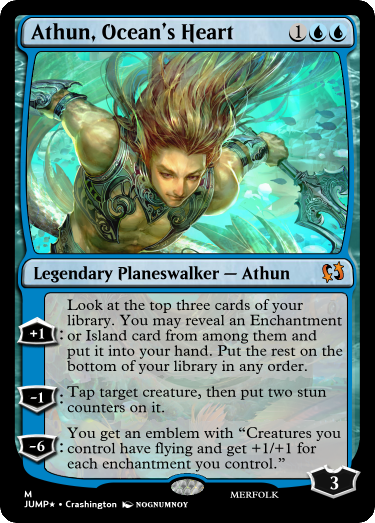 Athun, Ocean's Heart 1
Legendary Planeswalker — Athun
Look at the top three cards of your
library. You may reveal an Enchantment
+1: or Island card from among them and
put it into your hand. Put the rest on the
bottom of your library in any order.
-1: Tap target creature, then put two stun
counters on it.
You get an emblem with “Creatures you
-6: control have flying and get +1/+1 for
each enchantment you control.”
3
M
JUMP★ • Crashington NOGNUMNOY
MERFOLK